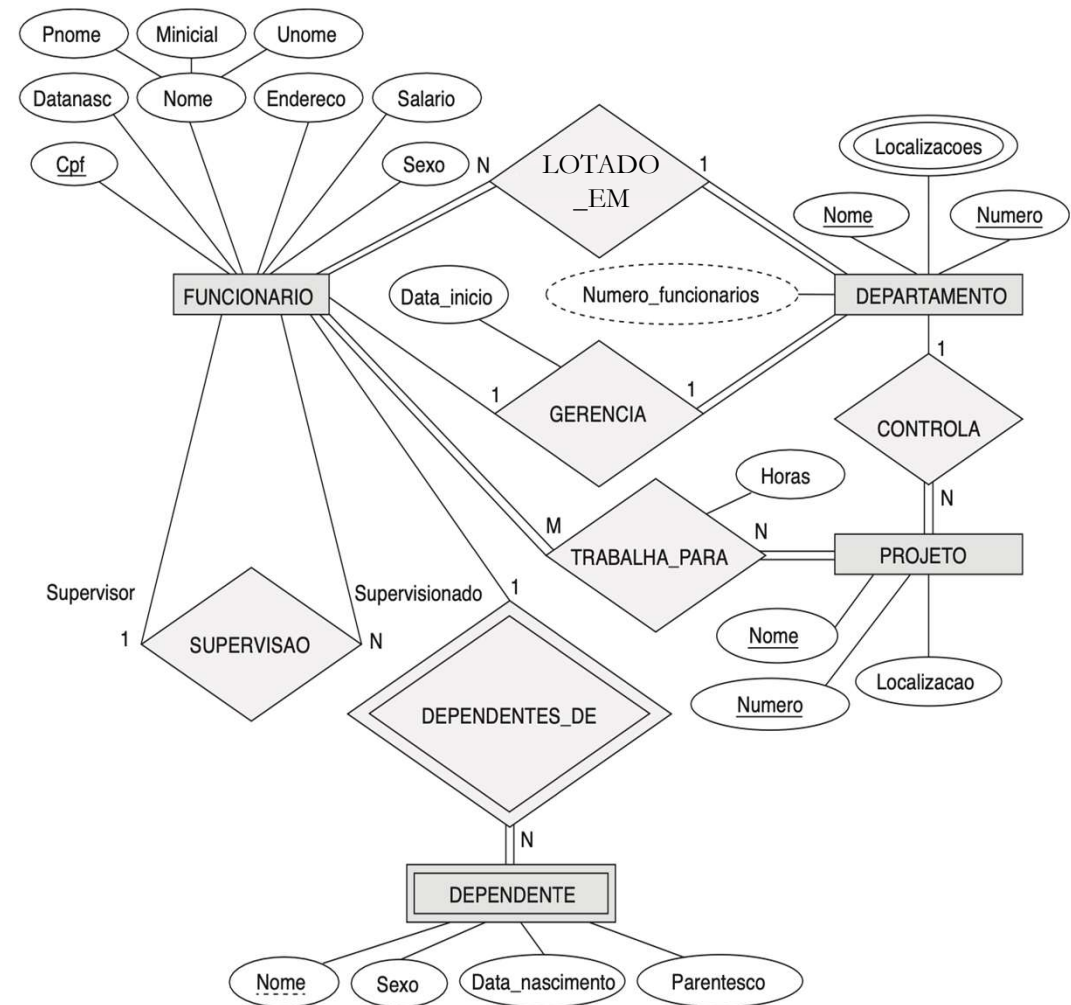 Pnome
Minicial
Unome
Datanasc
Nome
Endereco
Salario
Cpf
Sexo
N
LOTADO
_EM
1
Localizacoes
Nome
Numero
FUNCIONARIO
Data_inicio
Numero_funcionarios
DEPARTAMENTO
1
GERENCIA
1
1
CONTROLA
N
Horas
M
TRABALHA_PARA
N
PROJETO
Nome
Numero
Localizacao
Supervisor
1
SUPERVISAO
Supervisionado
N
1
DEPENDENTES_DE
N
DEPENDENTE
Nome
Sexo
Data_nascimento
Parentesco